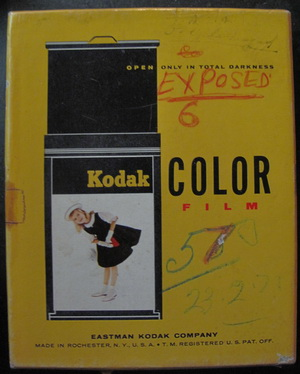 OPEN ONLY IN TOTAL DARKNESS
EXPOSED
6
Kodak
COLOR
FILM
EASTMAN KODAK COMPANY
MADE IN ROCHESTER, N.Y., U.S.A. • T.M. REGISTERED U.S. PAT. OFF.